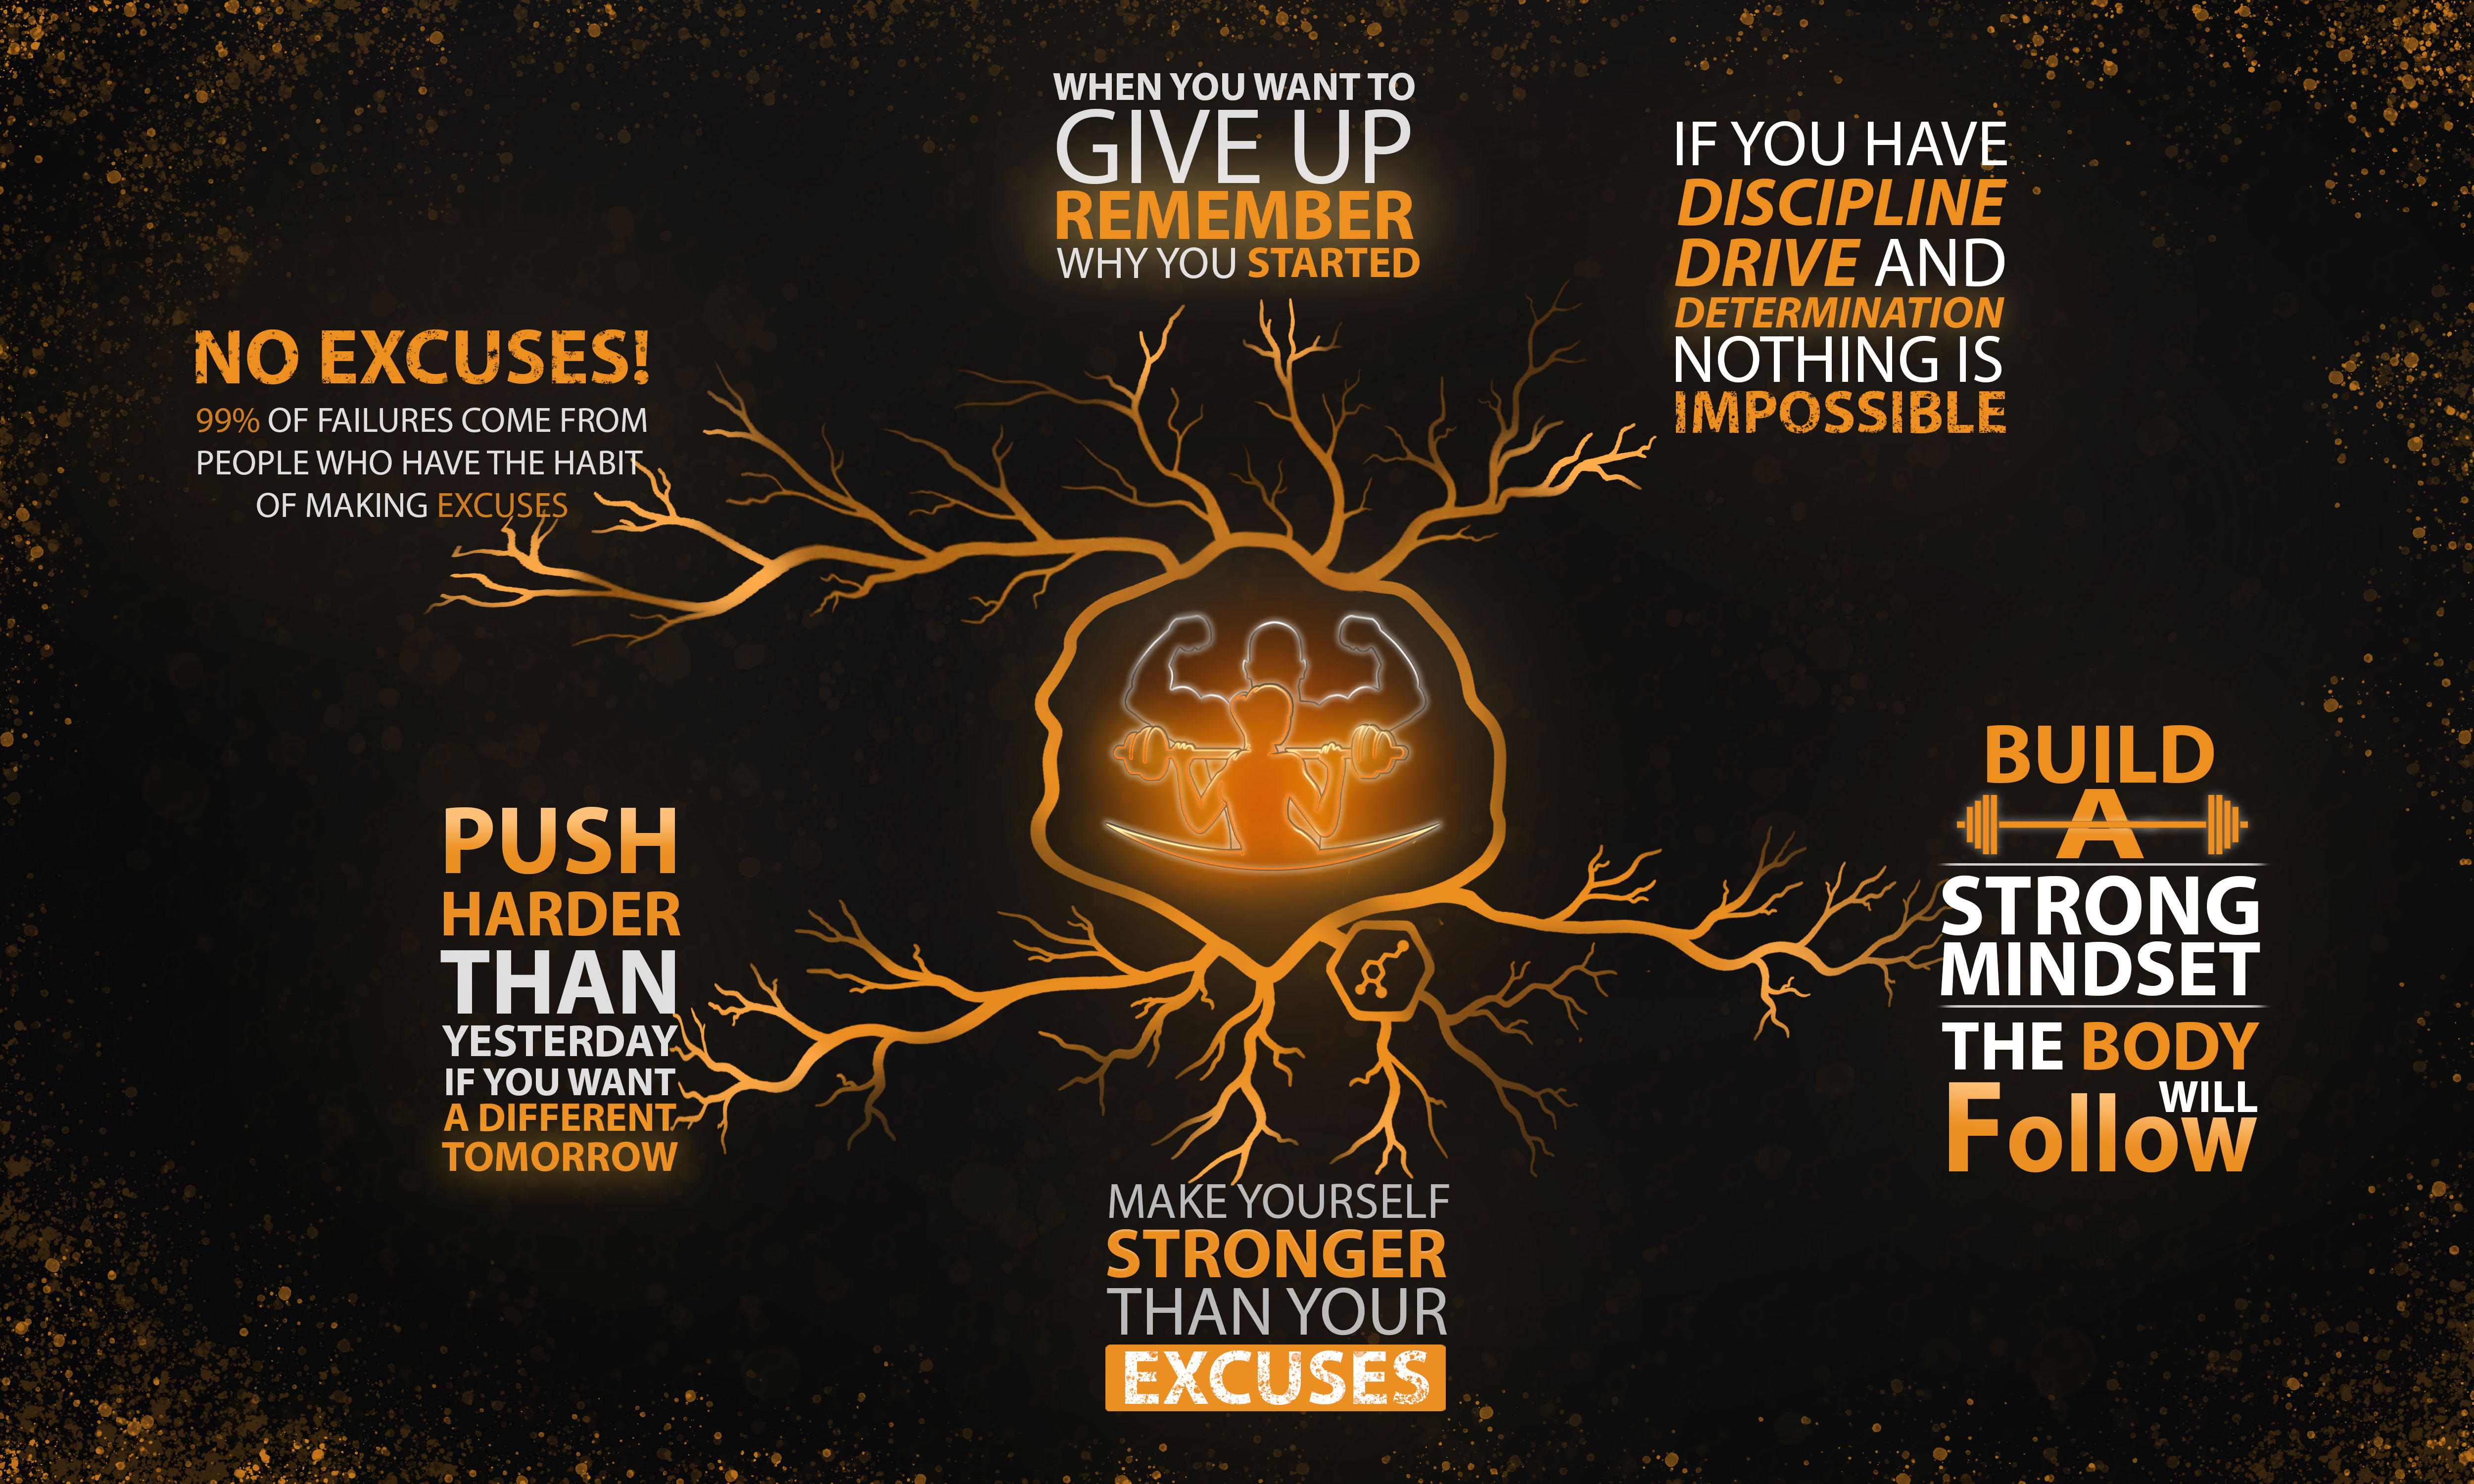 WHEN YOU WANT TO
GIVE UP
REMEMBER
WHY YOU STARTED
IF YOU HAVE
DISCIPLINE
DRIVE AND
DETERMINATION
NOTHING IS
IMPOSSIBLE
NO EXCUSES!
99% OF FAILURES COME FROM
PEOPLE WHO HAVE THE HABIT
OF MAKING EXCUSES
PUSH
HARDER
THAN
YESTERDAY
IF YOU WANT
A DIFFERENT
TOMORROW
BUILD
A
STRONG
MINDSET
THE BODY
WILL
Follow
MAKE YOURSELF
STRONGER
THAN YOUR
EXCUSES